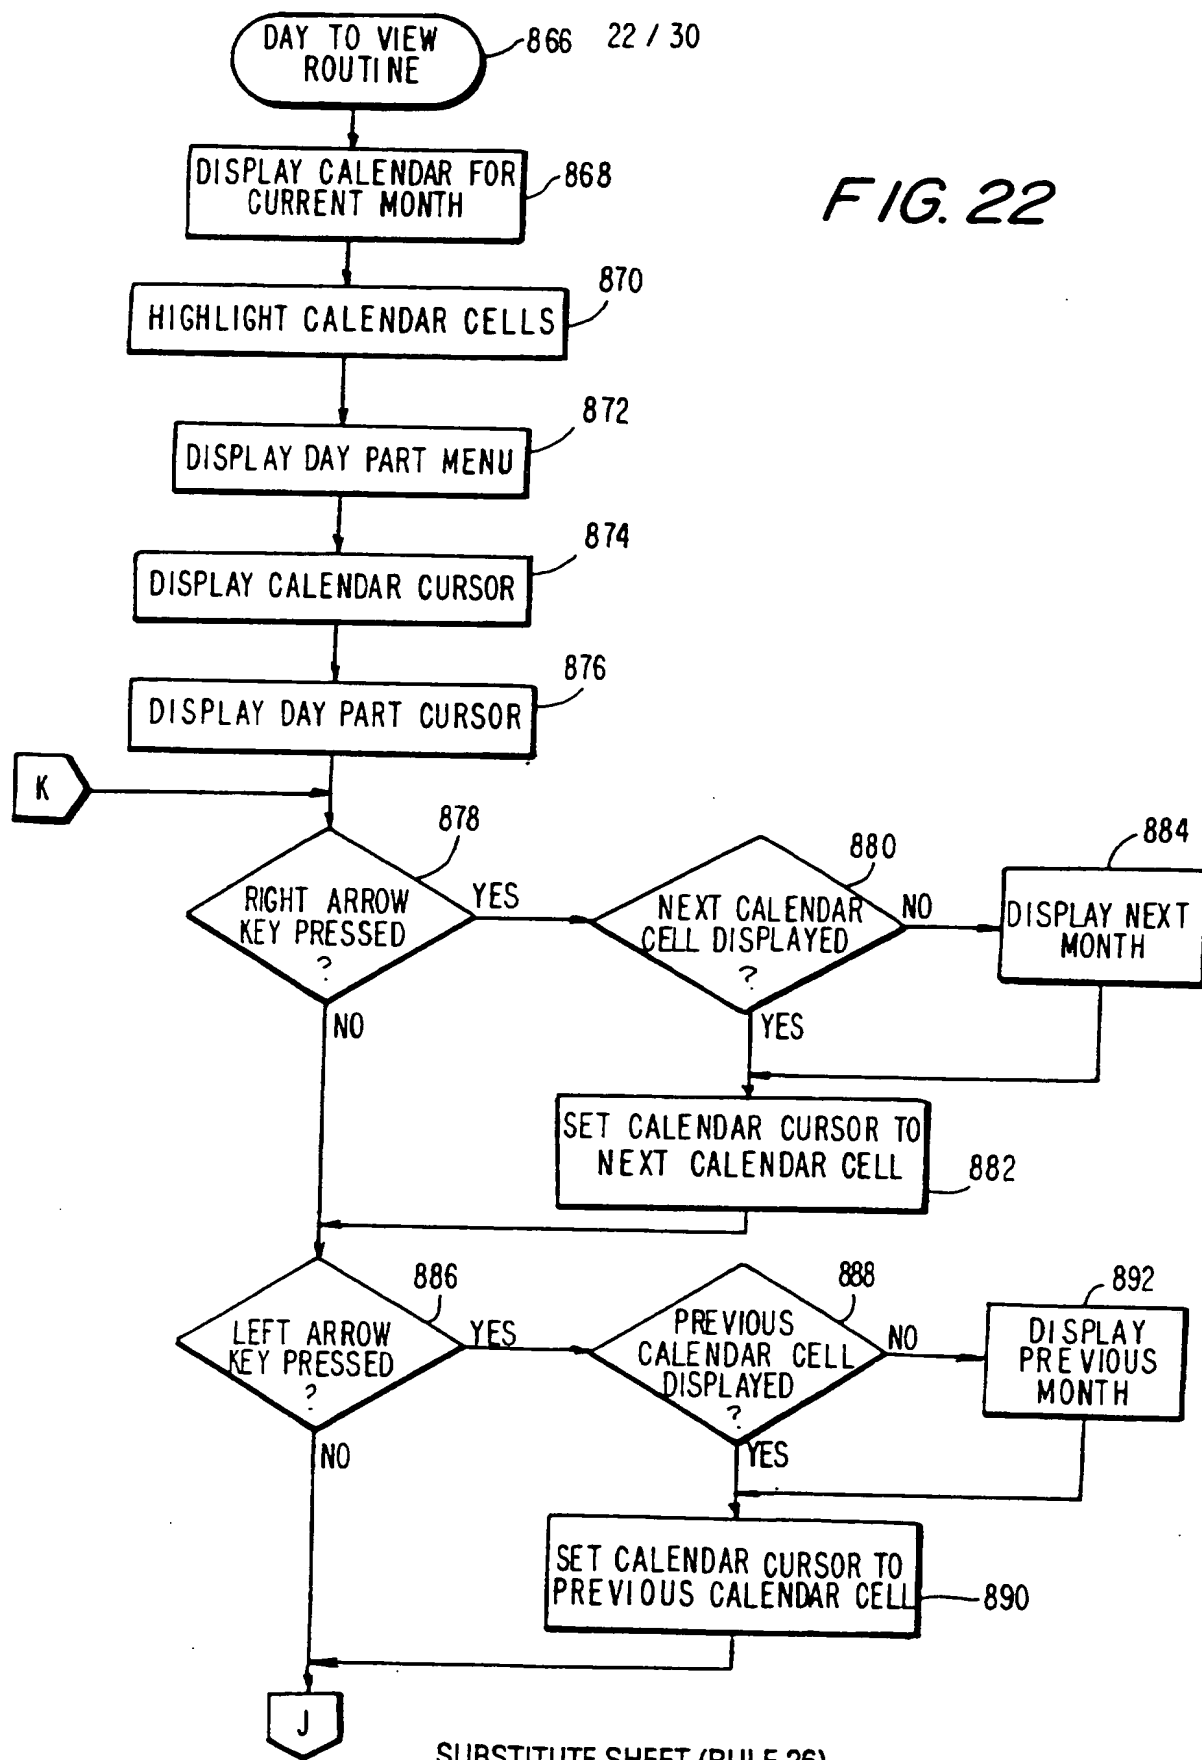 DAY TO VIEW
ROUTINE
866
22 / 30
DISPLAY CALENDAR FOR
CURRENT MONTH
868
FIG. 22
HIGHLIGHT CALENDAR CELLS
870
DISPLAY DAY PART MENU
872
DISPLAY CALENDAR CURSOR
874
DISPLAY DAY PART CURSOR
876
K
RIGHT ARROW
KEY PRESSED
?
878
YES
NO
NEXT CALENDAR
CELL DISPLAYED
?
880
NO
YES
DISPLAY NEXT
MONTH
884
SET CALENDAR CURSOR TO
NEXT CALENDAR CELL
882
LEFT ARROW
KEY PRESSED
?
886
YES
NO
PREVIOUS
CALENDAR CELL
DISPLAYED
?
888
NO
YES
DISPLAY
PREVIOUS
MONTH
892
SET CALENDAR CURSOR TO
PREVIOUS CALENDAR CELL
890
J
SUBSTITUTE SHEET (RULE 26)